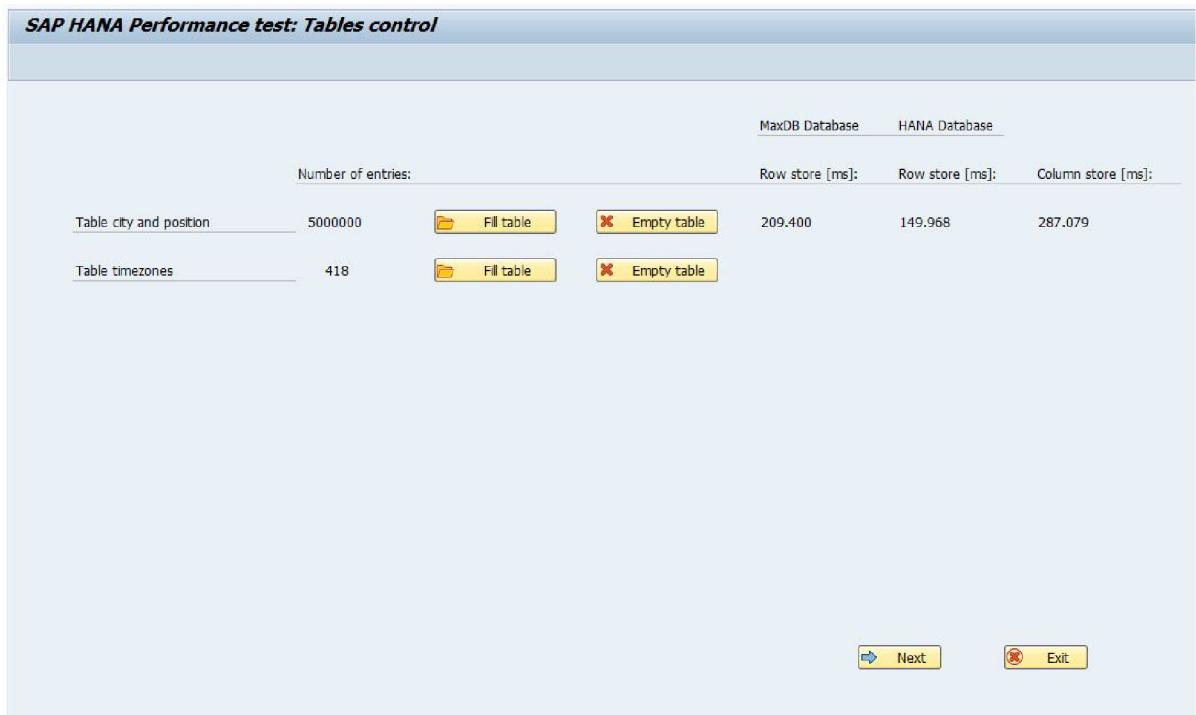 SAP HANA Performance test: Tables control
MaxDB Database HANA Database
Number of entries: Row store [ms]: Row store [ms]: Column store [ms]:
Table city and position 5000000 Fill table Empty table 209.400 149.968 287.079
Table timezones 418 Fill table Empty table
Next Exit